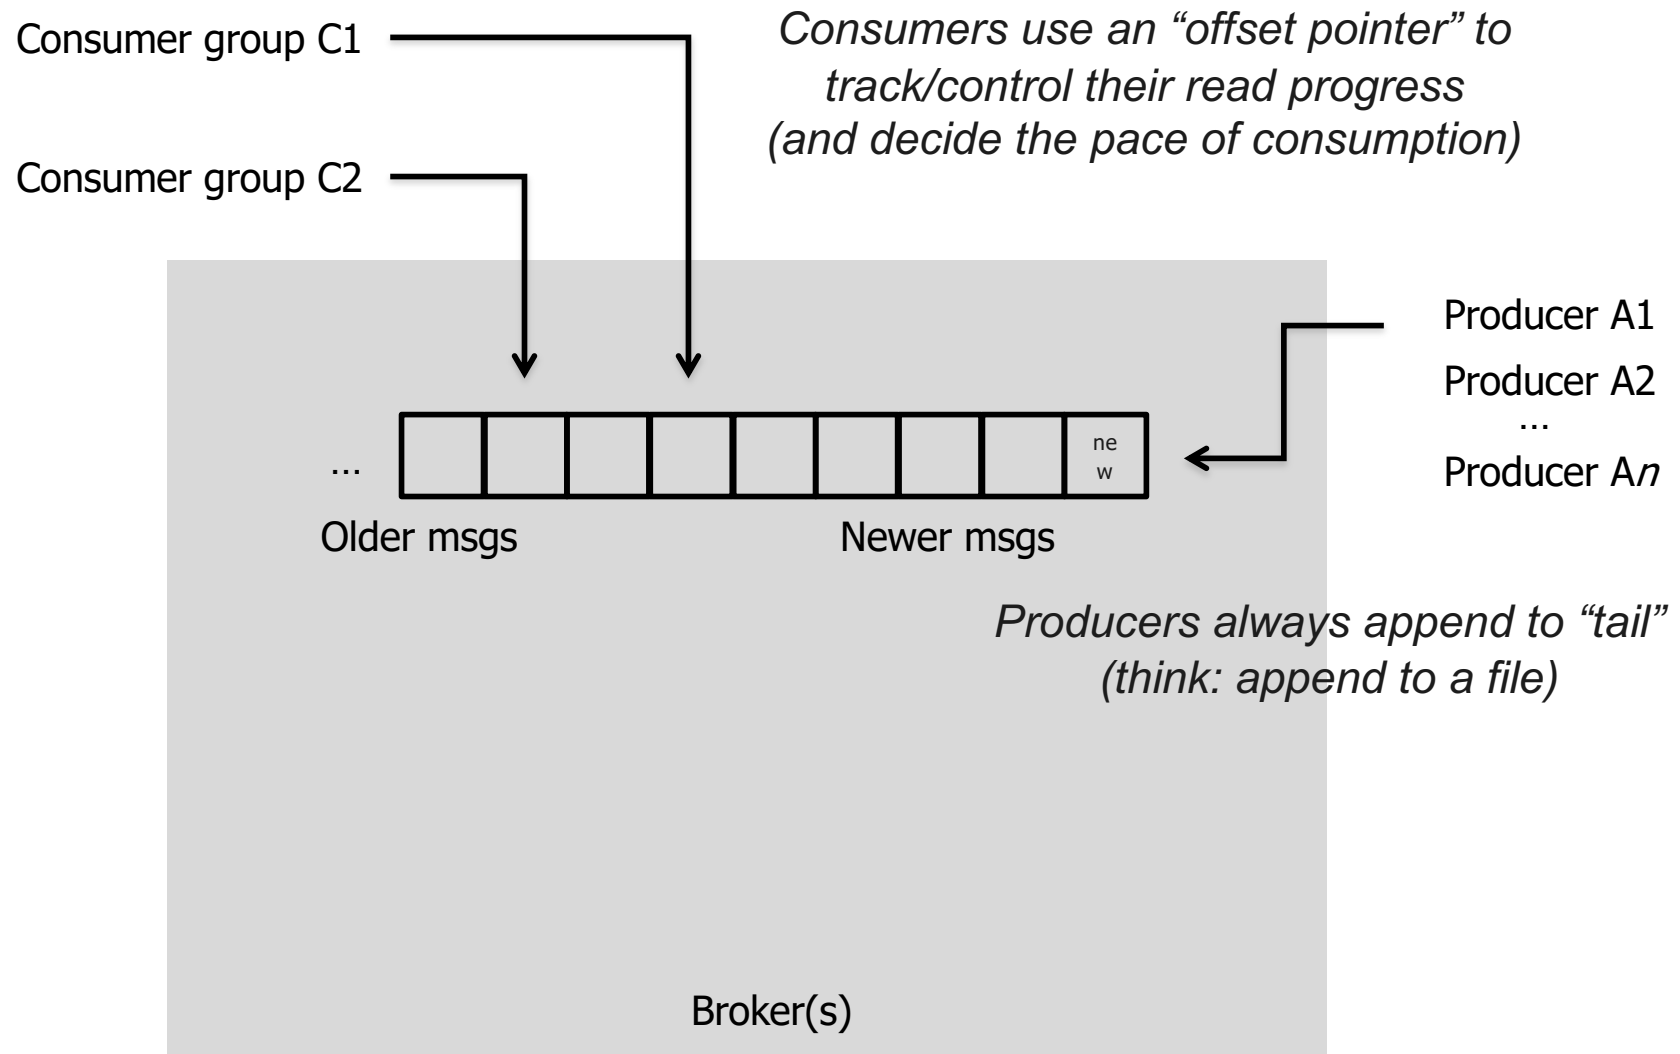 Consumer group C1
Consumers use an “offset pointer” to
track/control their read progress
(and decide the pace of consumption)
Consumer group C2
Producer A1
Producer A2
...
Producer An
...
ne
w
Older msgs
Newer msgs
Producers always append to “tail”
(think: append to a file)
Broker(s)